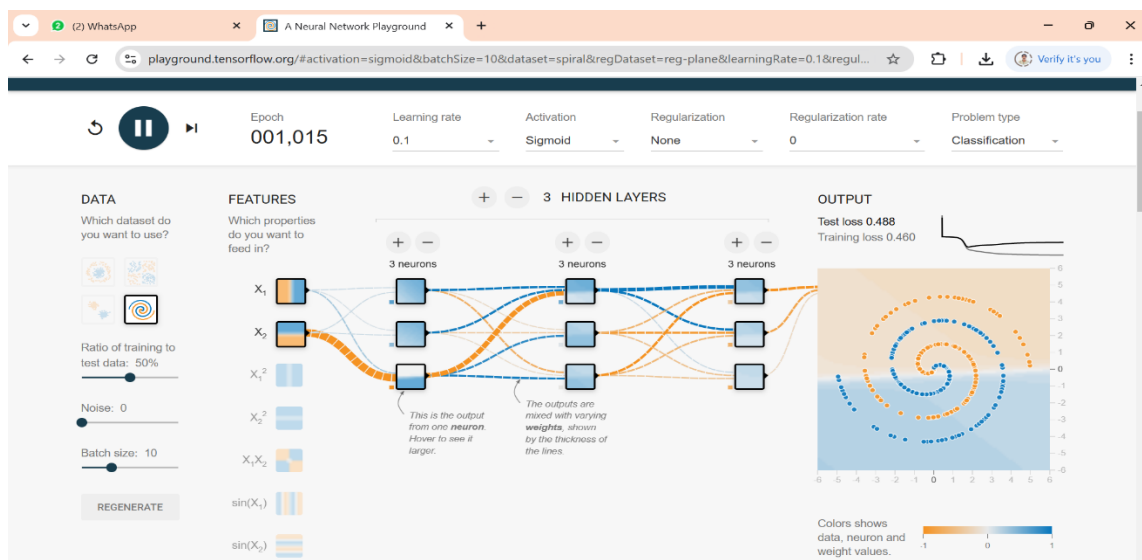 (2) WhatsApp
A Neural Network Playground
playground.tensorflow.org/#activation=sigmoid&batchSize=10&dataset=spiral&regDataset=reg-plane&learningRate=0.1&regul...
Verify it's you
Epoch
001,015
Learning rate
0.1
Activation
Sigmoid
Regularization
None
Regularization rate
0
Problem type
Classification
DATA
Which dataset do
you want to use?
Ratio of training to
test data: 50%
Noise: 0
Batch size: 10
REGENERATE
FEATURES
Which properties
do you want to
feed in?
X₁
X₂
X₁²
X₂²
X₁X₂
sin(X₁)
sin(X₂)
+ − 3 HIDDEN LAYERS
+ −
3 neurons
+ −
3 neurons
+ −
3 neurons
This is the output
from one neuron.
Hover to see it
larger.
The outputs are
mixed with varying
weights, shown
by the thickness of
the lines.
OUTPUT
Test loss 0.488
Training loss 0.460
6
5
4
3
2
1
0
-1
-2
-3
-4
-5
-6
-6 -5 -4 -3 -2 -1 0 1 2 3 4 5 6
Colors shows
data, neuron and
weight values.
-1 0 1